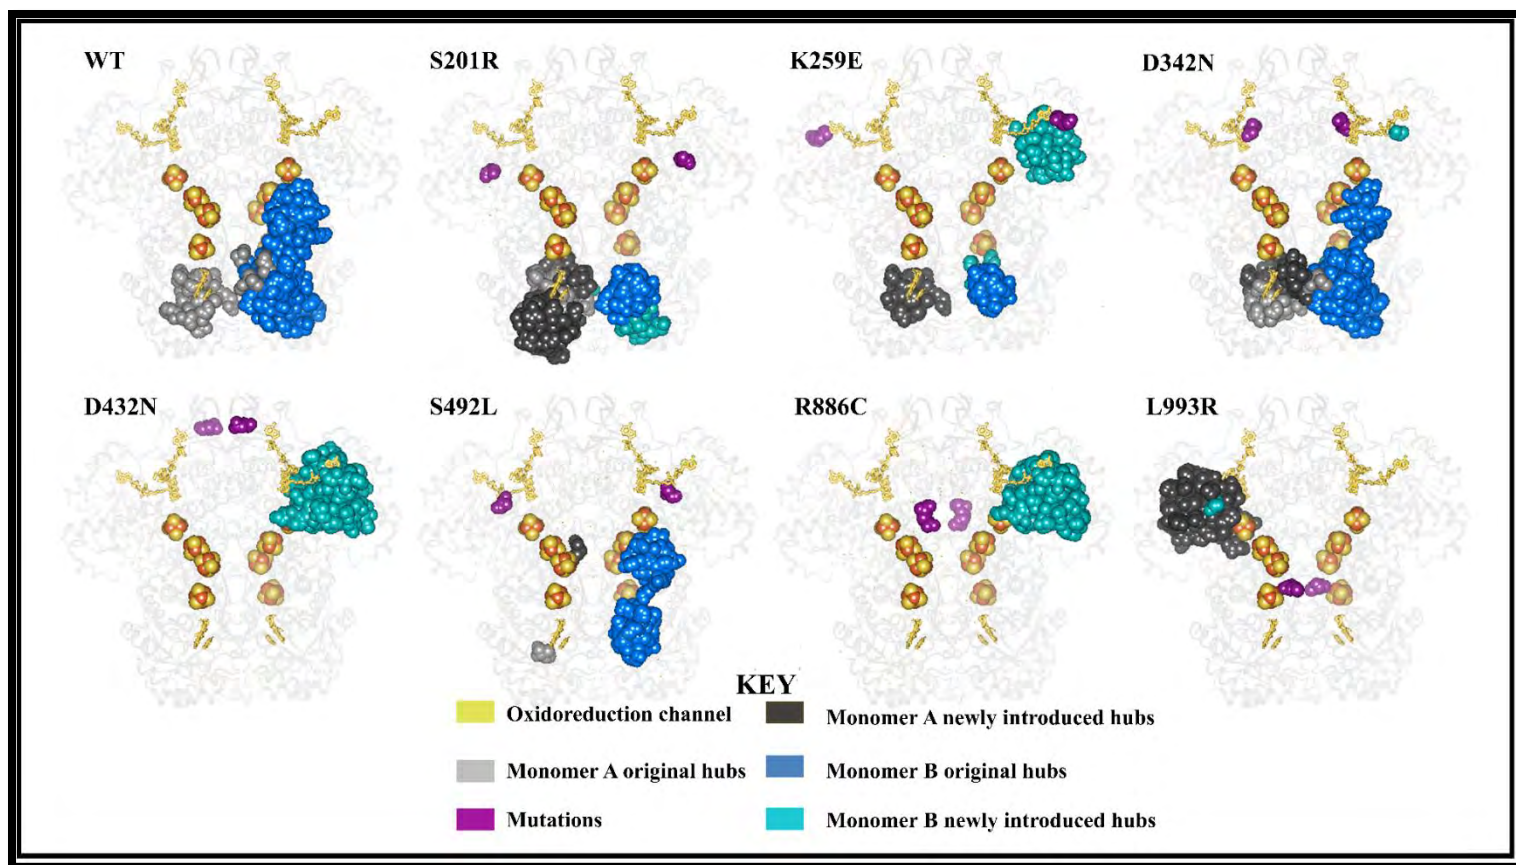 WT
S201R
K259E
D342N
D432N
S492L
R886C
L993R
KEY
Oxidoreduction channel
Monomer A newly introduced hubs
Monomer A original hubs
Monomer B original hubs
Mutations
Monomer B newly introduced hubs